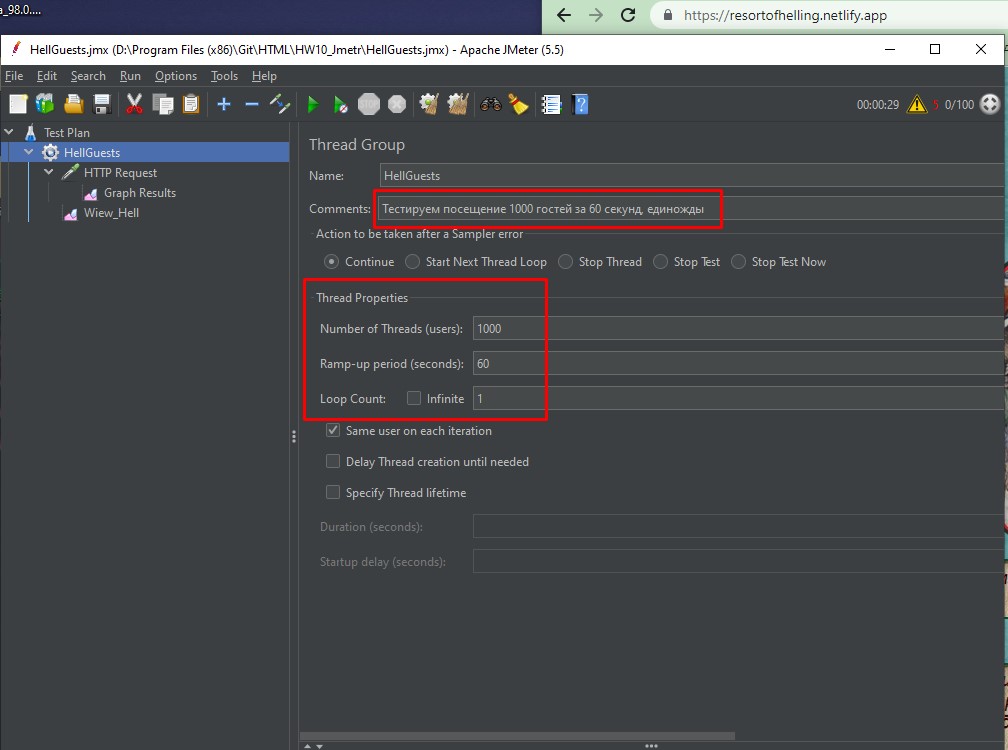 a_98.0....
https://resortofhelling.netlify.app
HellGuests.jmx (D:\Program Files (x86)\Git\HTML\HW10_Jmetr\HellGuests.jmx) - Apache JMeter (5.5)
File Edit Search Run Options Tools Help
00:00:29 5 0/100
Test Plan
HellGuests
HTTP Request
Graph Results
Wiew_Hell
Thread Group
Name: HellGuests
Comments: Тестируем посещение 1000 гостей за 60 секунд, единожды
Action to be taken after a Sampler error
Continue Start Next Thread Loop Stop Thread Stop Test Stop Test Now
Thread Properties
Number of Threads (users): 1000
Ramp-up period (seconds): 60
Loop Count: Infinite 1
Same user on each iteration
Delay Thread creation until needed
Specify Thread lifetime
Duration (seconds):
Startup delay (seconds):